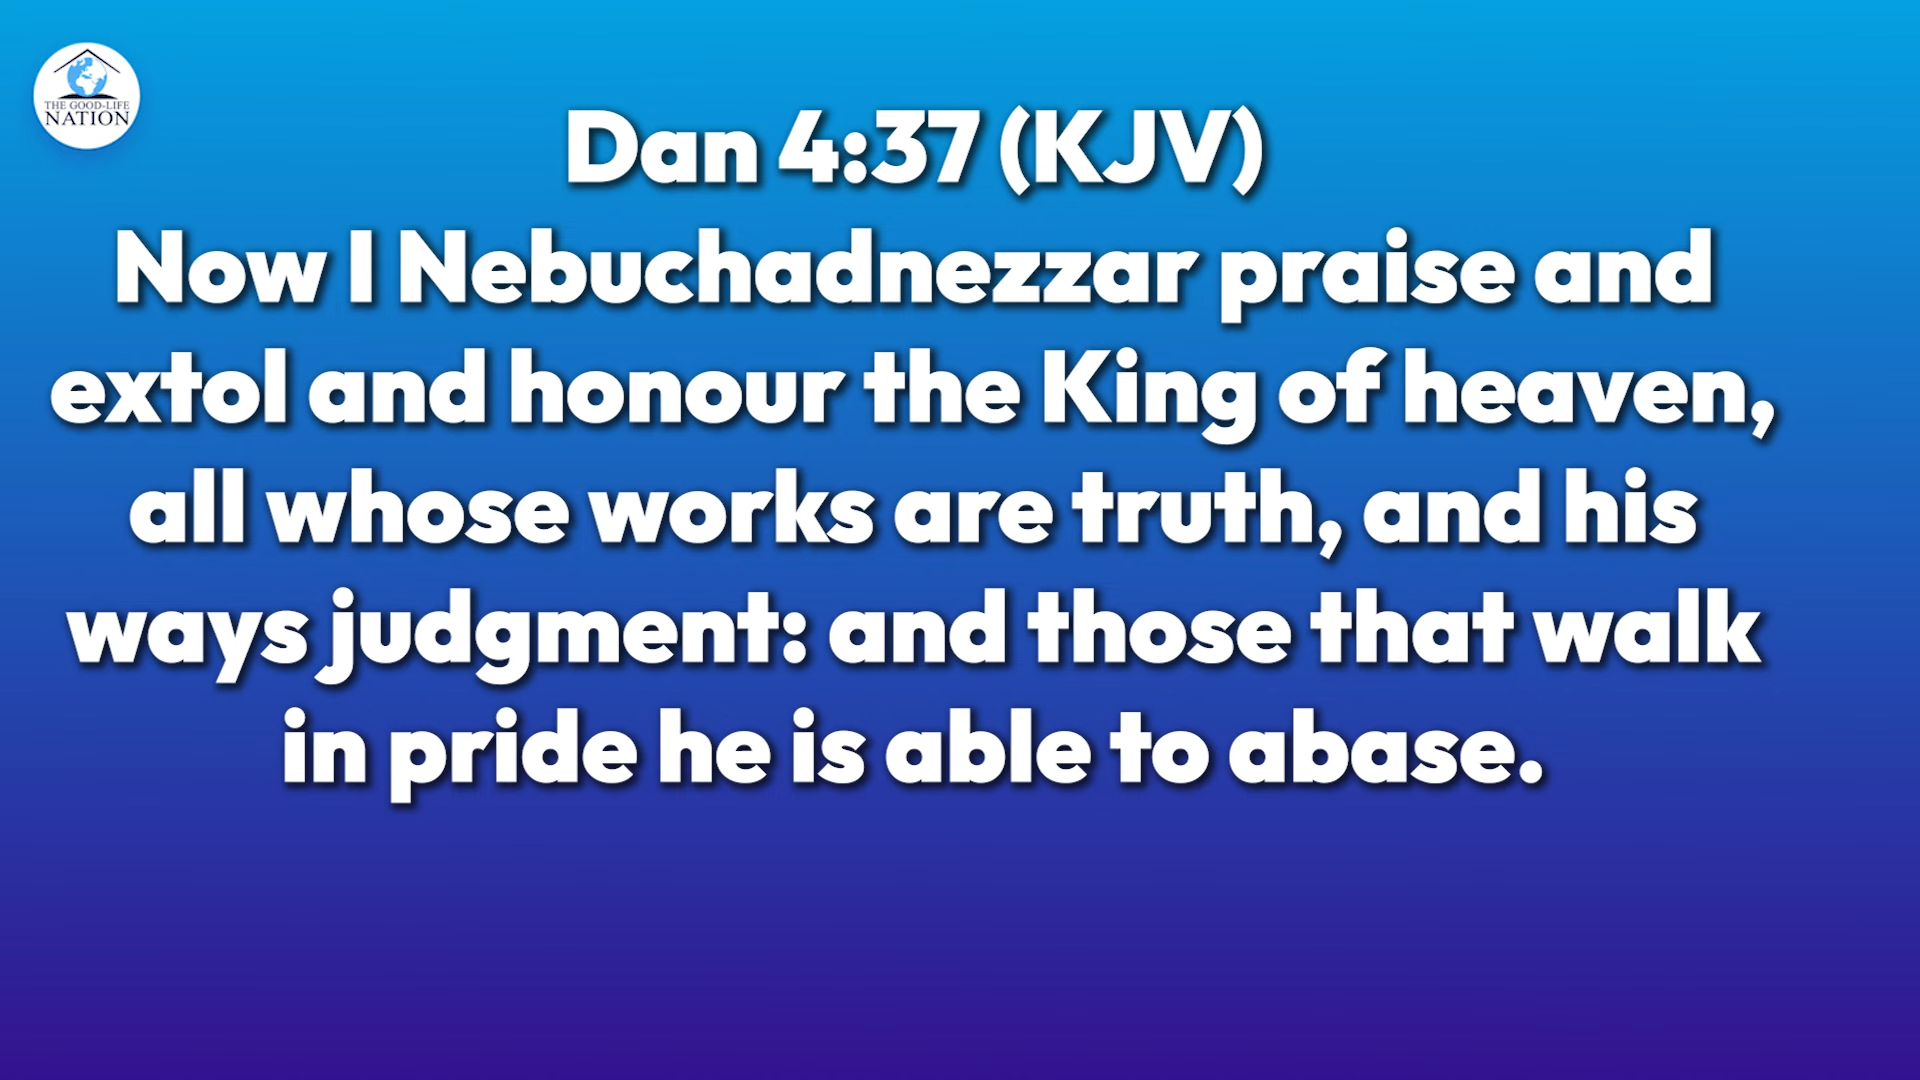 THE GOOD-LIFE
NATION
Dan 4:37 (KJV)
Now I Nebuchadnezzar praise and
extol and honour the King of heaven,
all whose works are truth, and his
ways judgment: and those that walk
in pride he is able to abase.